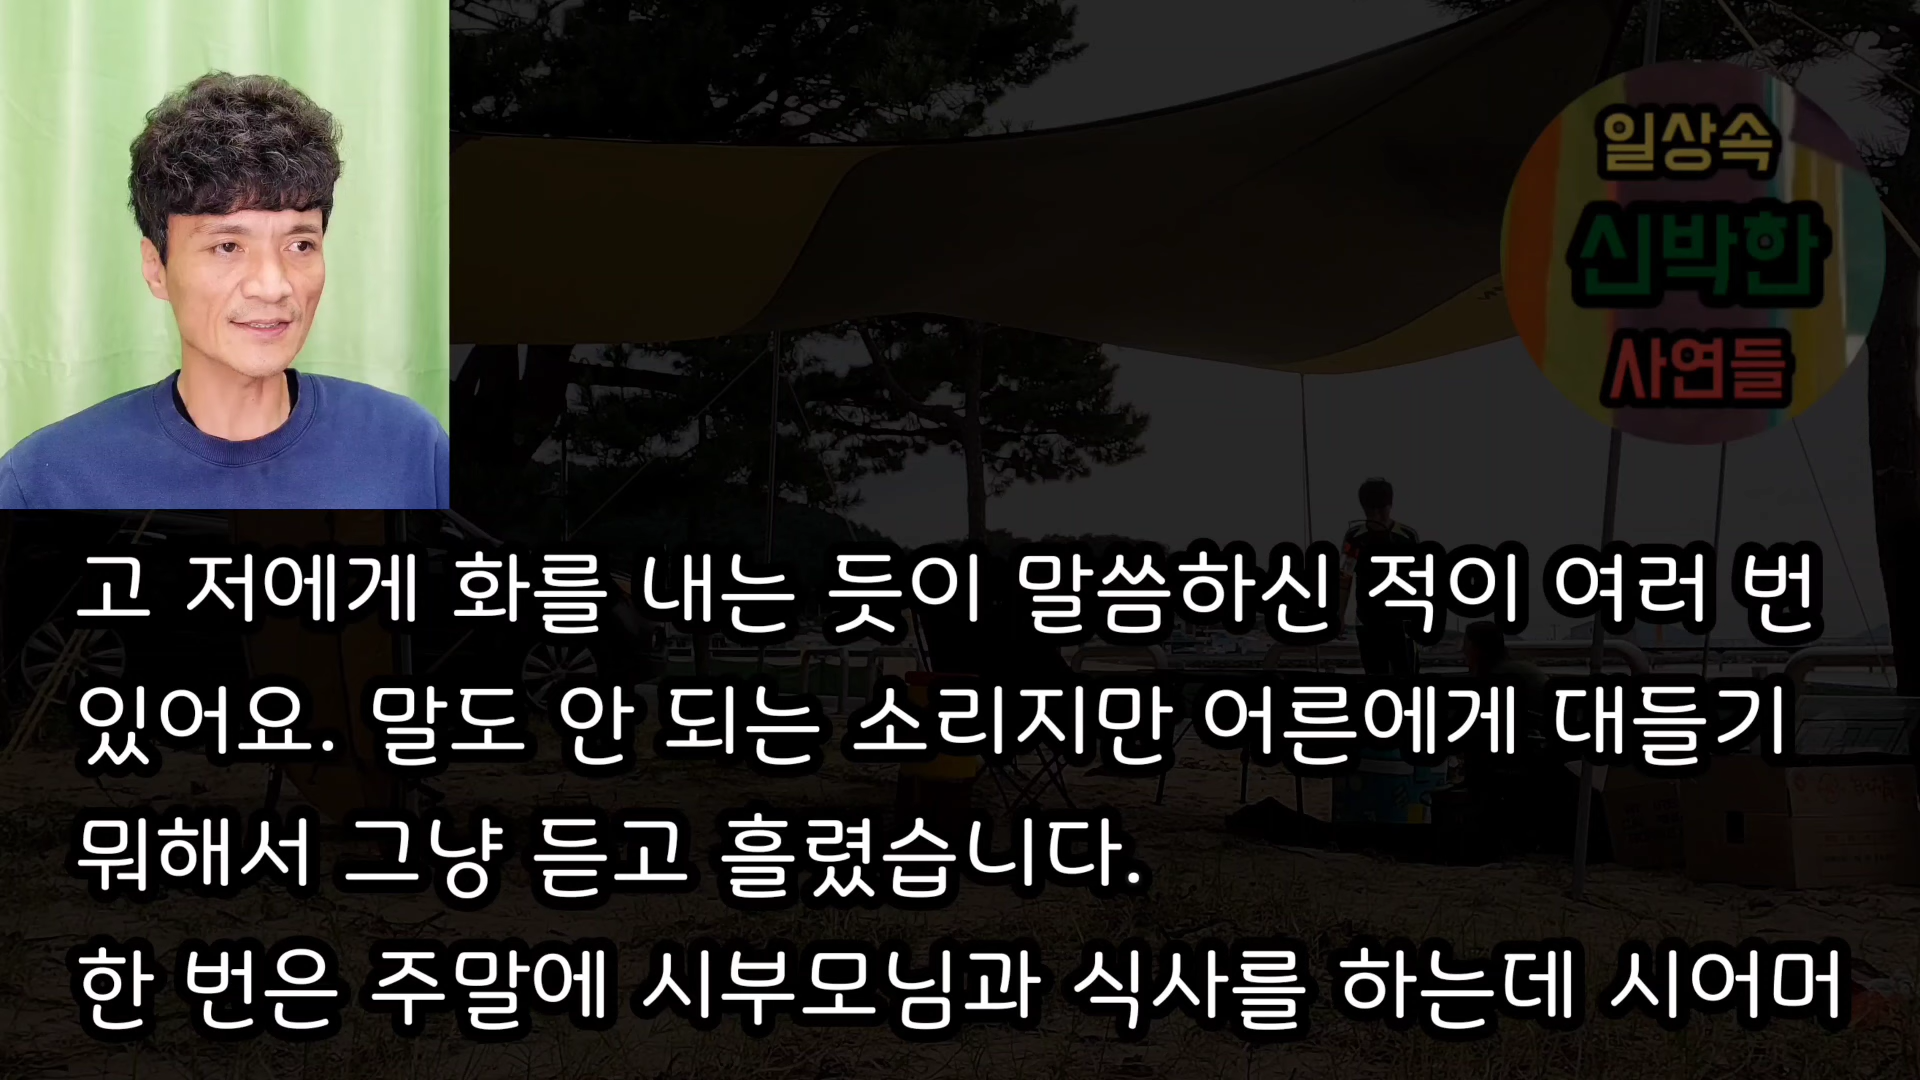 일상속
신박한
사연들
고 저에게 화를 내는 듯이 말씀하신 적이 여러 번
있어요. 말도 안 되는 소리지만 어른에게 대들기
뭐해서 그냥 듣고 흘렸습니다.
한 번은 주말에 시부모님과 식사를 하는데 시어머